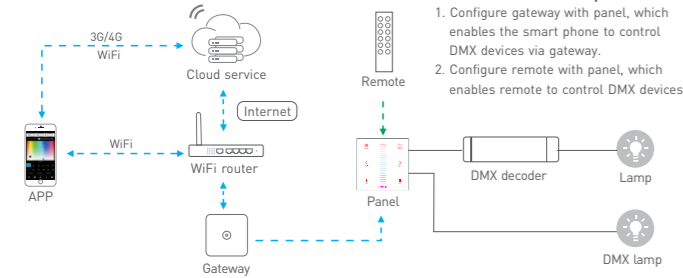 1. Configure gateway with panel, which
enables the smart phone to control
DMX devices via gateway.
2. Configure remote with panel, which
enables remote to control DMX devices
3G/4G
WiFi
Cloud service
Remote
Internet
WiFi
WiFi router
APP
Panel
DMX decoder
Lamp
Gateway
DMX lamp